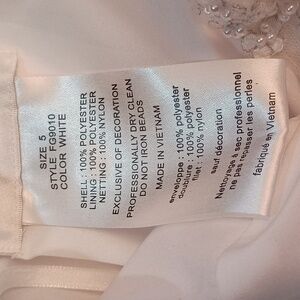 SIZE 5
STYLE FG9010
COLOR WHITE
SHELL : 100% POLYESTER
LINING : 100% POLYESTER
NETTING : 100% NYLON
EXCLUSIVE OF DECORATION
PROFESSIONALLY DRY CLEAN
DO NOT IRON BEADS
MADE IN VIETNAM
enveloppe : 100% polyester
doublure : 100% polyester
filet : 100% nylon
sauf décoration
Nettoyage à sec professionnel
ne pas repasser les perles
fabriqué en Vietnam